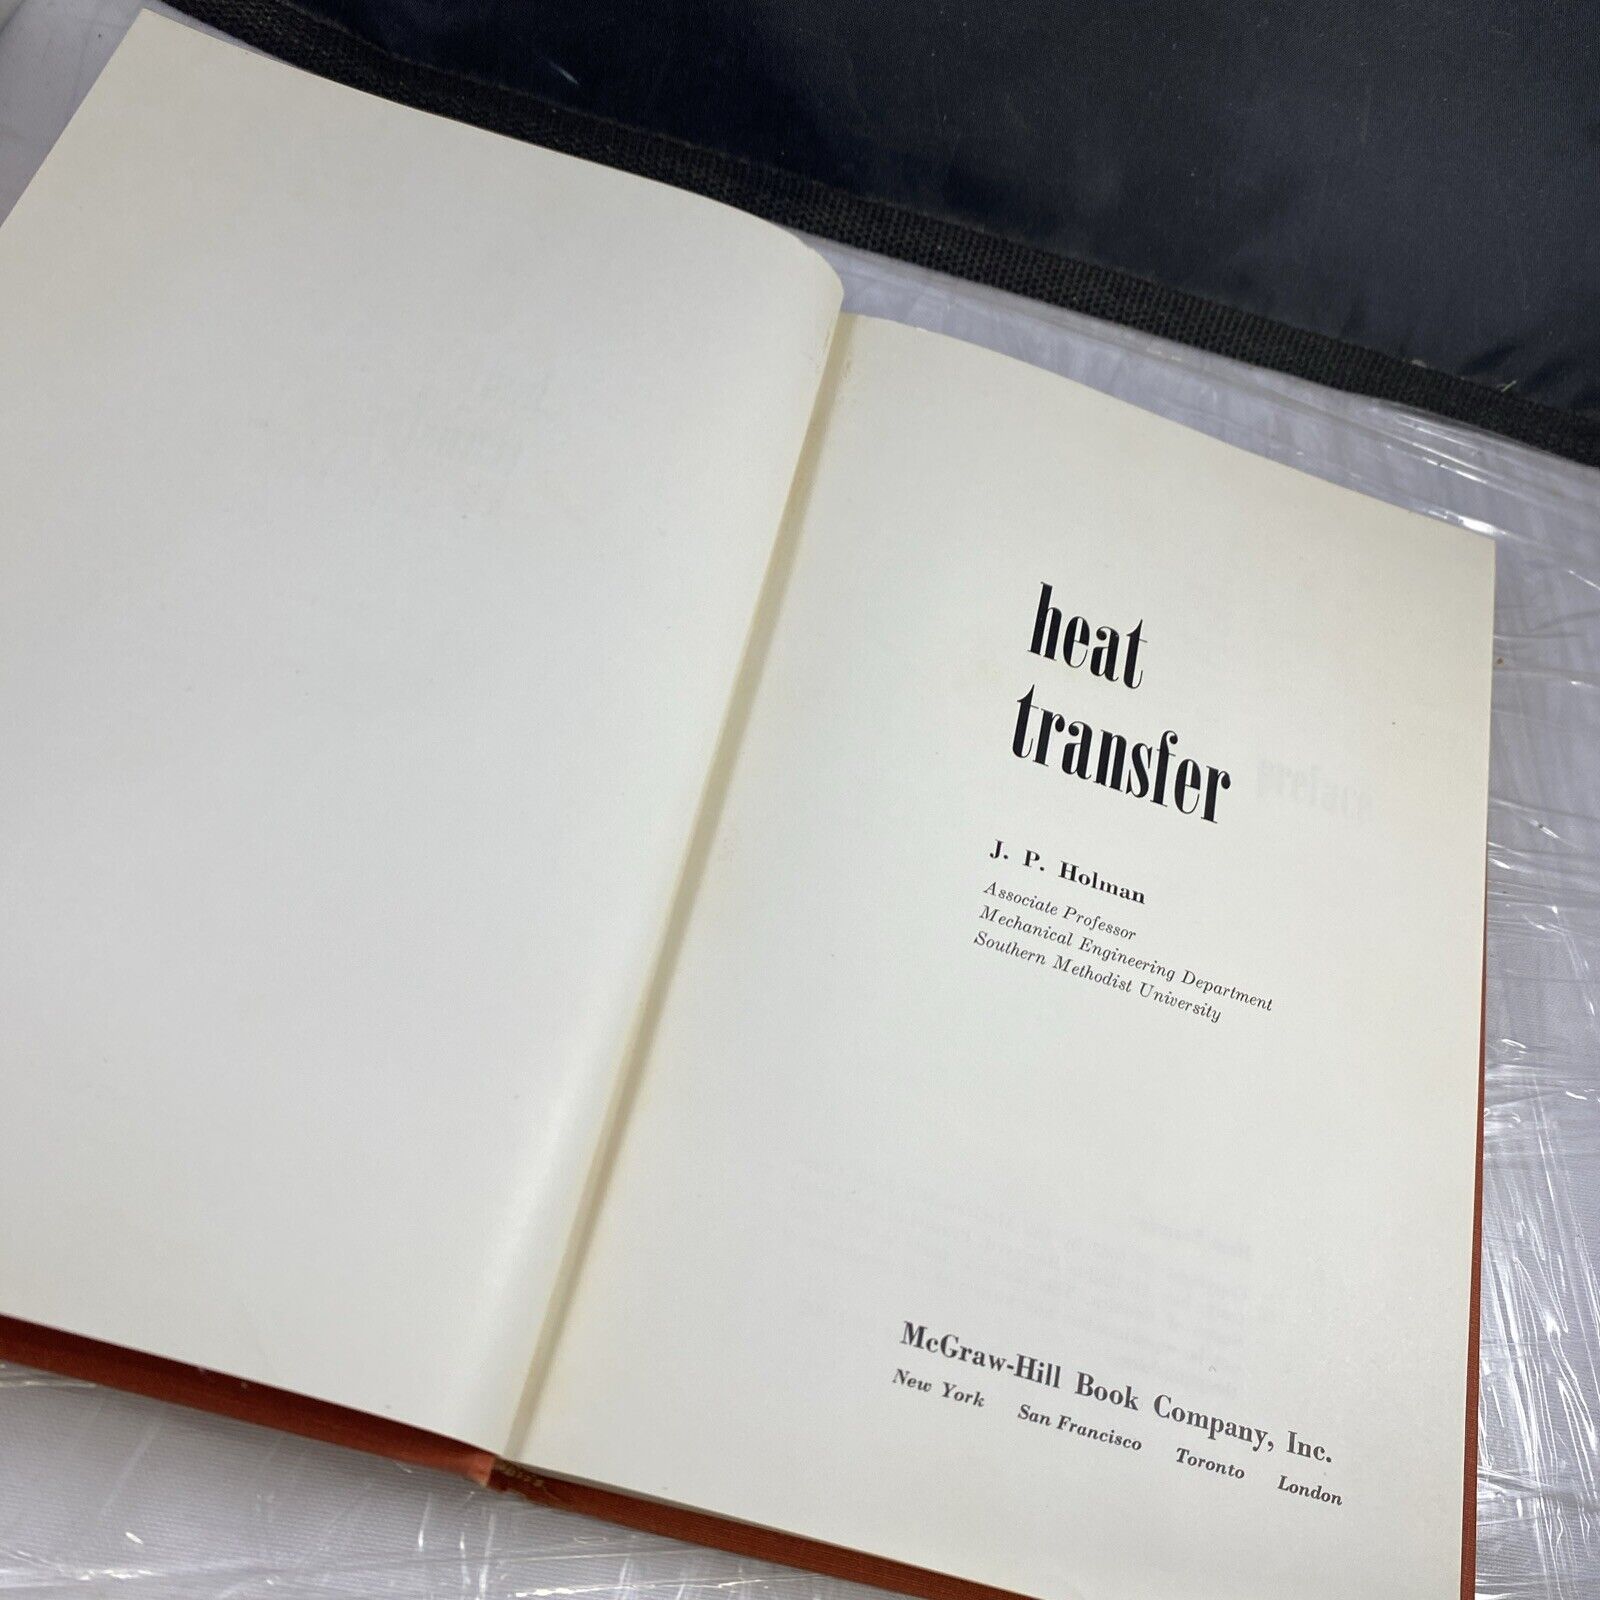 heat
transfer
J. P. Holman
Associate Professor
Mechanical Engineering Department
Southern Methodist University
McGraw-Hill Book Company, Inc.
New York San Francisco Toronto London